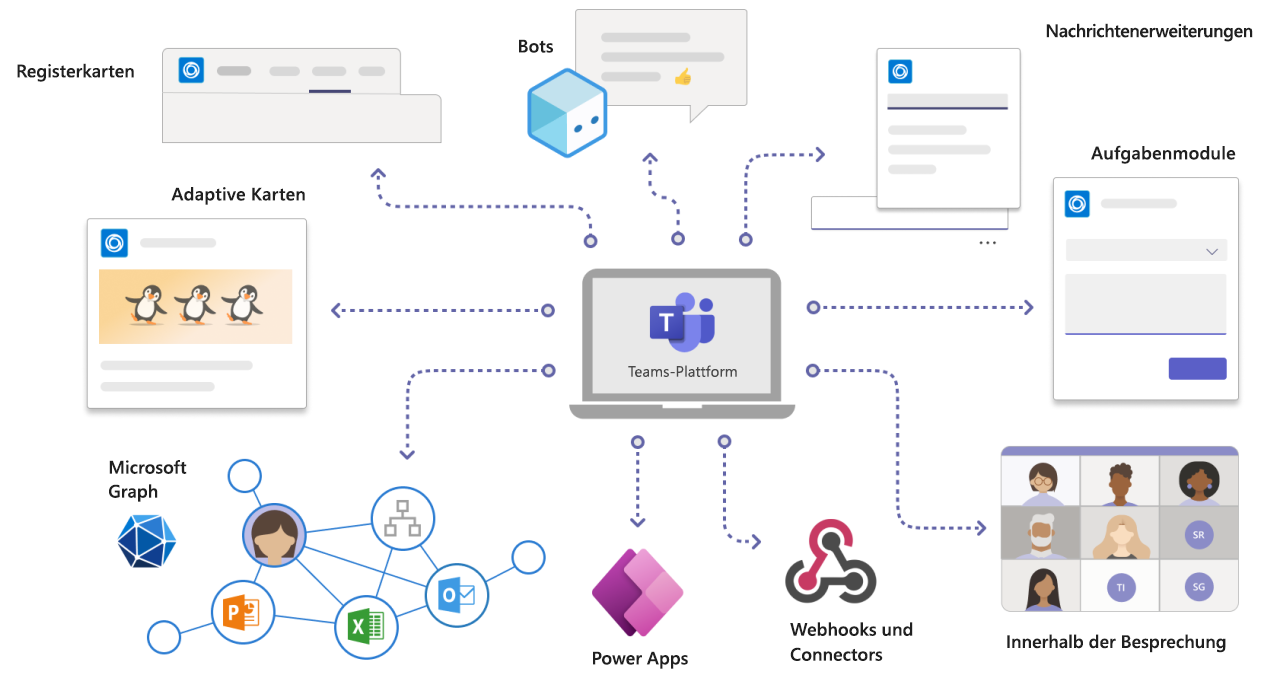 Registerkarten
Bots
Nachrichtenerweiterungen
Aufgabenmodule
Adaptive Karten
T
Teams-Plattform
Microsoft
Graph
P
X
O
Power Apps
Webhooks und
Connectors
SR
TI
SG
Innerhalb der Besprechung